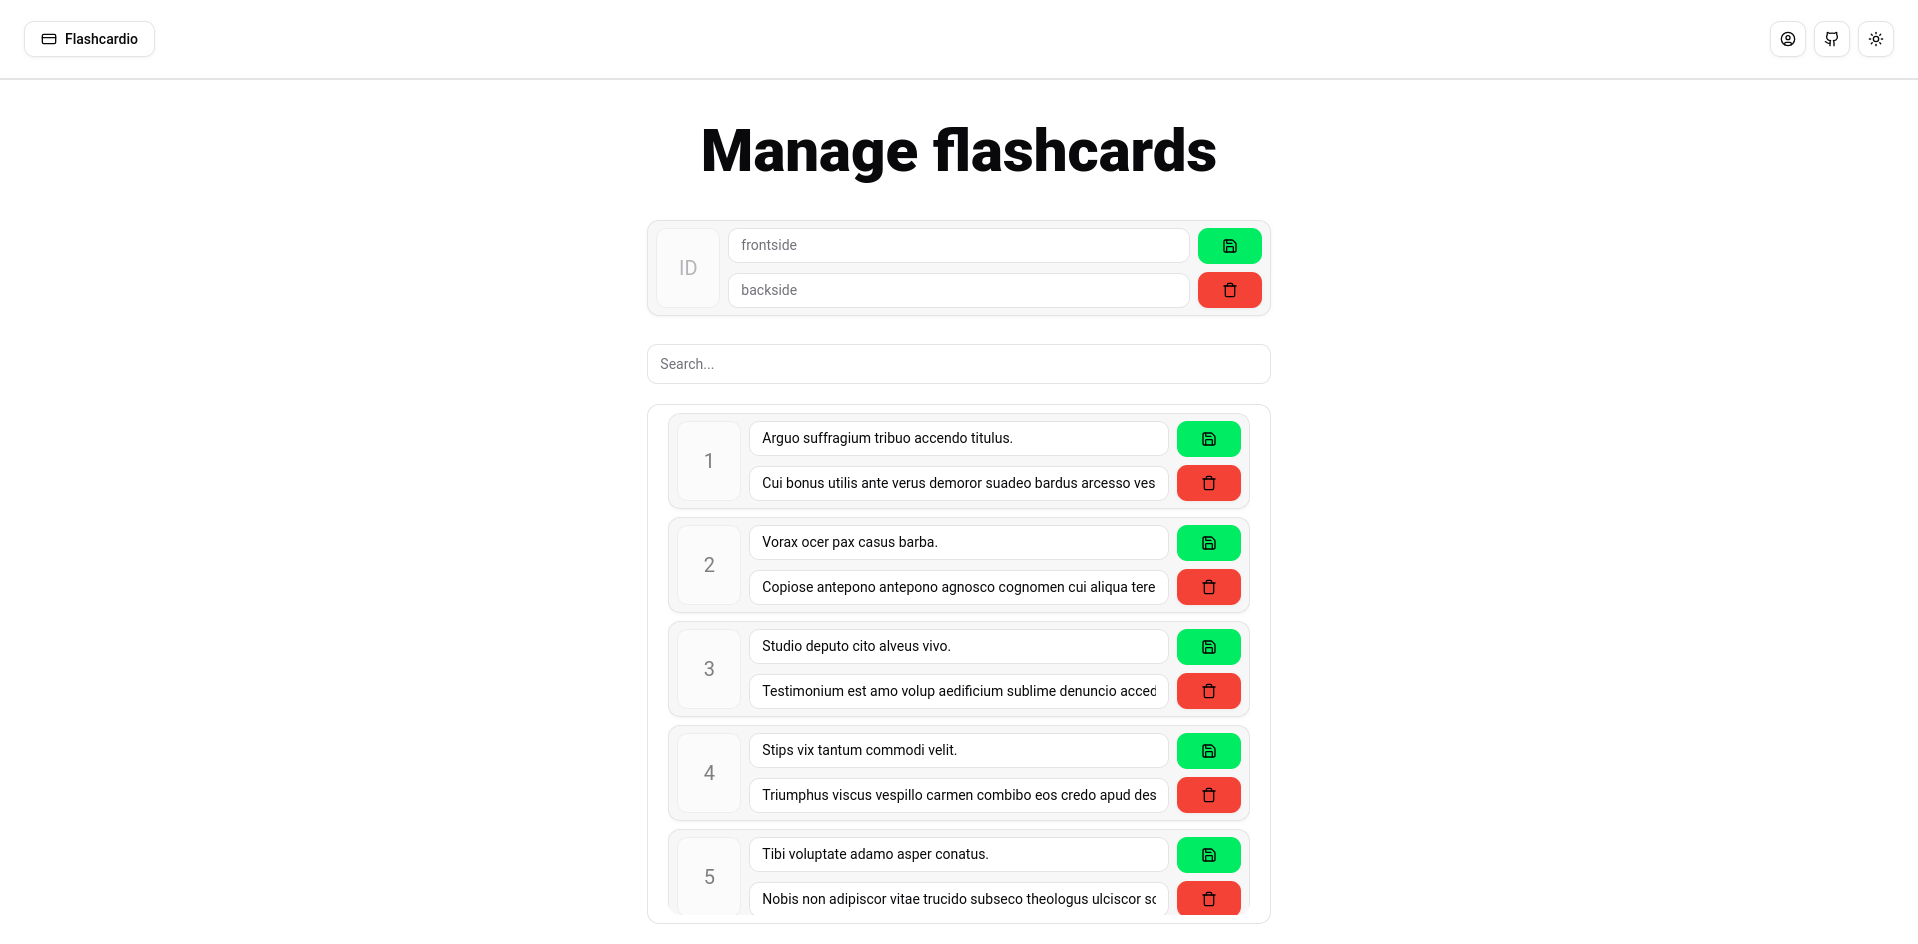 Flashcardio
Manage flashcards
ID
frontside
backside
Search...
1
Arguo suffragium tribuo accendo titulus.
Cui bonus utilis ante verus demoror suadeo bardus arcesso ves
2
Vorax ocer pax casus barba.
Copiose antepono antepono agnosco cognomen cui aliqua tere
3
Studio deputo cito alveus vivo.
Testimonium est amo volup aedificium sublime denuncio acced
4
Stips vix tantum commodi velit.
Triumphus viscus vespillo carmen combibo eos credo apud des
5
Tibi voluptate adamo asper conatus.
Nobis non adipiscor vitae trucido subseco theologus ulciscor